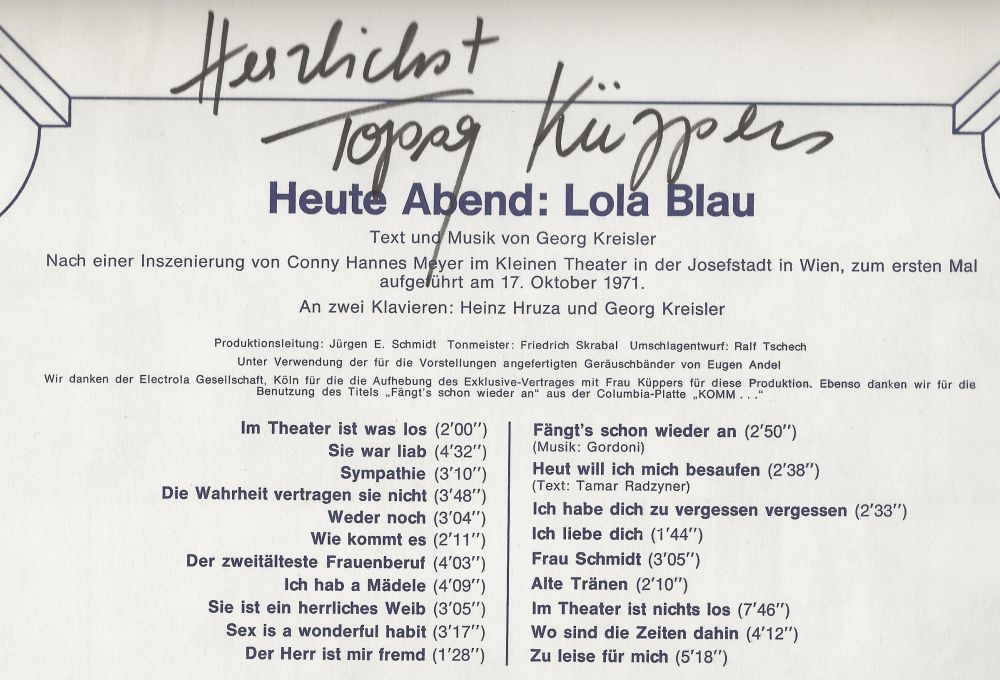 Herzlichst
Topsy Küppers
Heute Abend: Lola Blau
Text und Musik von Georg Kreisler
Nach einer Inszenierung von Conny Hannes Meyer im Kleinen Theater in der Josefstadt in Wien, zum ersten Mal
aufgeführt am 17. Oktober 1971.
An zwei Klavieren: Heinz Hruza und Georg Kreisler
Produktionsleitung: Jürgen E. Schmidt Tonmeister: Friedrich Skrabal Umschlagentwurf: Ralf Tschech
Unter Verwendung der für die Vorstellungen angefertigten Geräuschbänder von Eugen Andel
Wir danken der Electrola Gesellschaft, Köln für die die Aufhebung des Exklusive-Vertrages mit Frau Küppers für diese Produktion. Ebenso danken wir für die
Benutzung des Titels „Fängt's schon wieder an“ aus der Columbia-Platte „KOMM . . .“
Im Theater ist was los (2'00'')
Sie war liab (4'32'')
Sympathie (3'10'')
Die Wahrheit vertragen sie nicht (3'48'')
Weder noch (3'04'')
Wie kommt es (2'11'')
Der zweitälteste Frauenberuf (4'03'')
Ich hab a Mädele (4'09'')
Sie ist ein herrliches Weib (3'05'')
Sex is a wonderful habit (3'17'')
Der Herr ist mir fremd (1'28'')
Fängt's schon wieder an (2'50'')
(Musik: Gordoni)
Heut will ich mich besaufen (2'38'')
(Text: Tamar Radzyner)
Ich habe dich zu vergessen vergessen (2'33'')
Ich liebe dich (1'44'')
Frau Schmidt (3'05'')
Alte Tränen (2'10'')
Im Theater ist nichts los (7'46'')
Wo sind die Zeiten dahin (4'12'')
Zu leise für mich (5'18'')